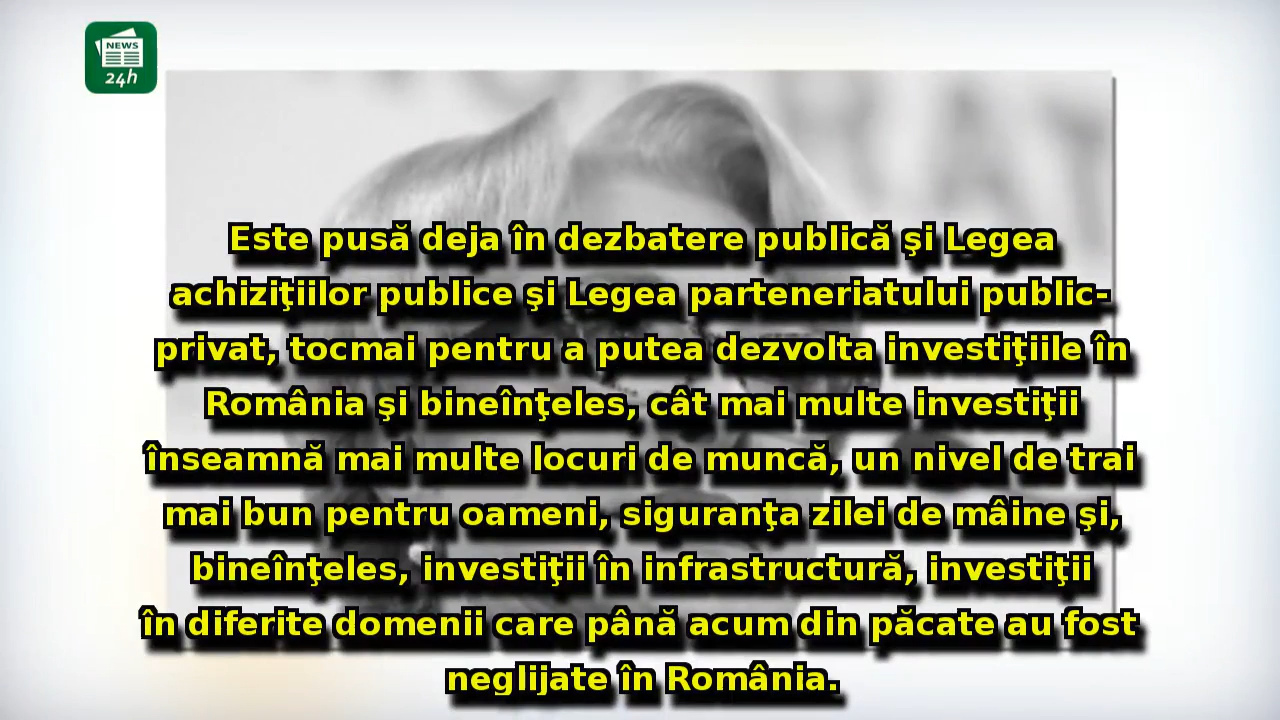 NEWS
24h
Este pusă deja în dezbatere publică şi Legea
achiziţiilor publice şi Legea parteneriatului public-
privat, tocmai pentru a putea dezvolta investiţiile în
România şi bineînţeles, cât mai multe investiţii
înseamnă mai multe locuri de muncă, un nivel de trai
mai bun pentru oameni, siguranţa zilei de mâine şi,
bineînţeles, investiţii în infrastructură, investiţii
în diferite domenii care până acum din păcate au fost
neglijate în România.